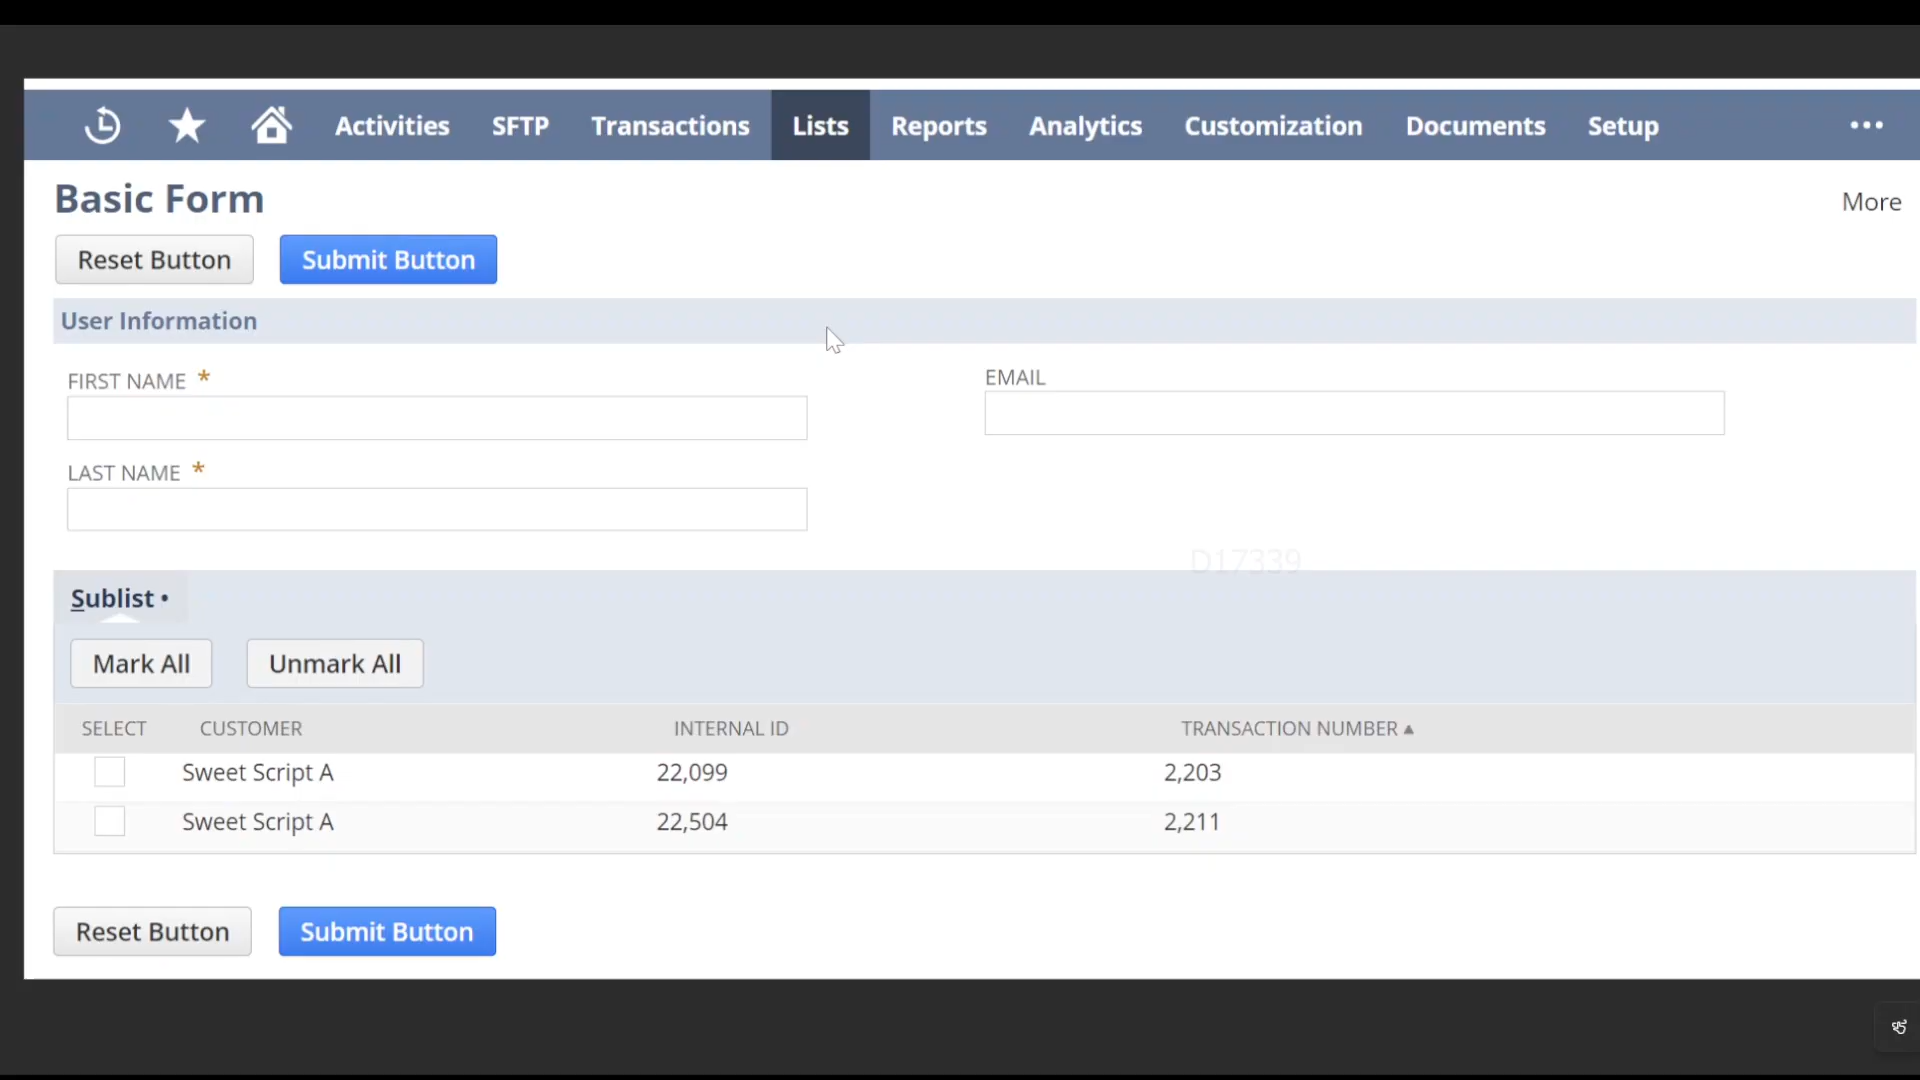 Activities SFTP Transactions Lists Reports Analytics Customization Documents Setup
Basic Form
More
Reset Button Submit Button
User Information
FIRST NAME *
EMAIL
LAST NAME *
D17339
Sublist •
Mark All Unmark All
SELECT CUSTOMER INTERNAL ID TRANSACTION NUMBER ▲
Sweet Script A 22,099 2,203
Sweet Script A 22,504 2,211
Reset Button Submit Button